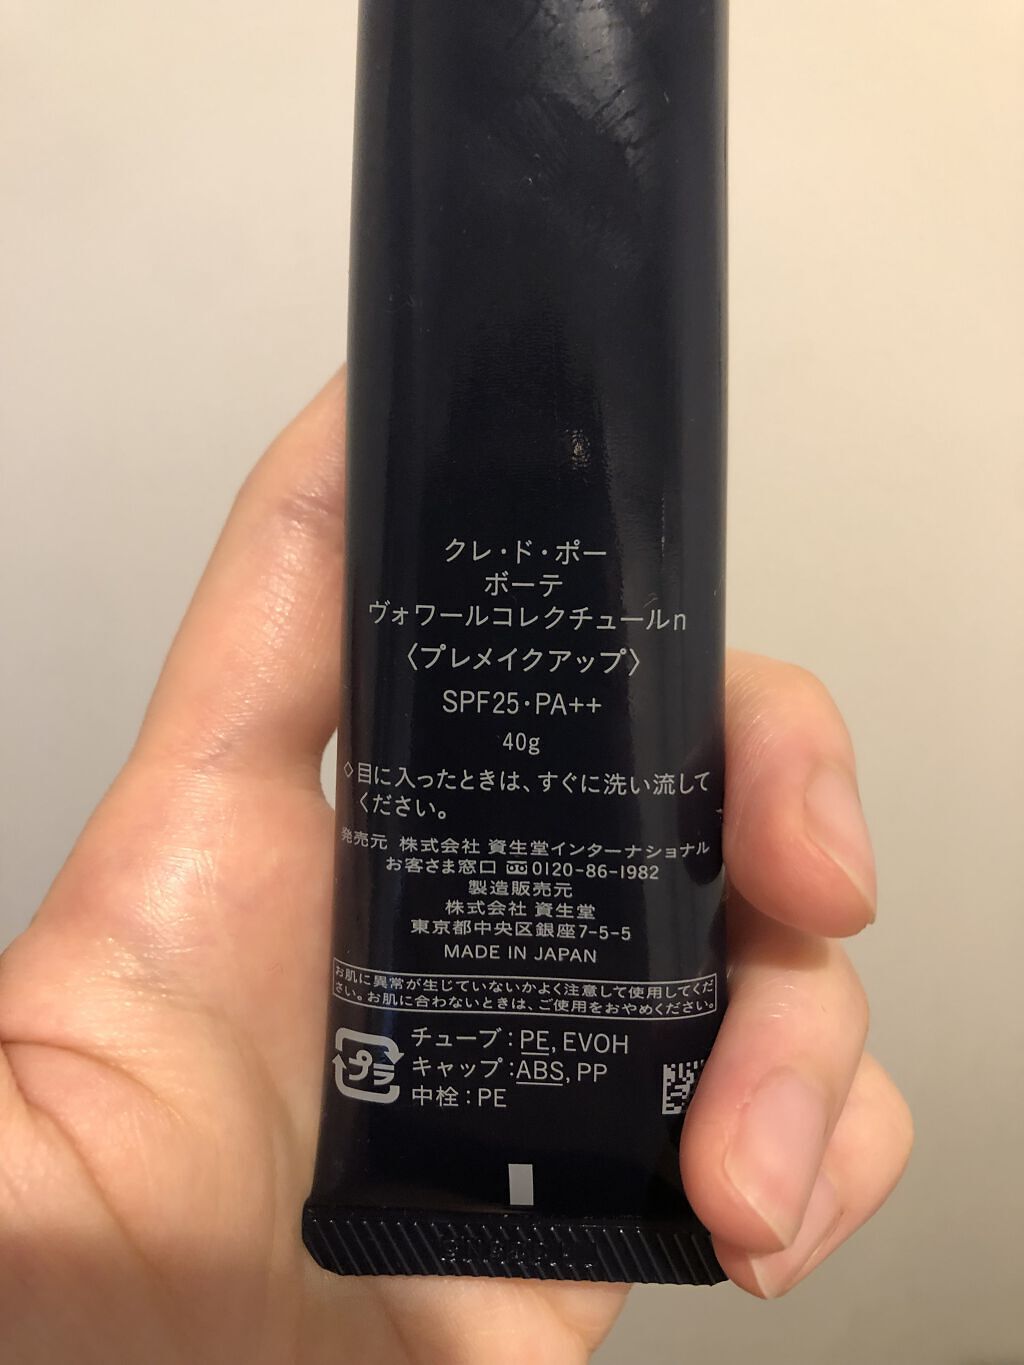 クレ・ド・ポー
ボーテ
ヴォワールコレクチュールn
〈プレメイクアップ〉
SPF25・PA++
40g
◇目に入ったときは、すぐに洗い流して
ください。
発売元 株式会社 資生堂インターナショナル
お客さま窓口 0120-86-1982
製造販売元
株式会社 資生堂
東京都中央区銀座7-5-5
MADE IN JAPAN
お肌に異常が生じていないかよく注意して使用してくだ
さい。お肌に合わないときは、ご使用をおやめください。
プラ
チューブ:PE, EVOH
キャップ:ABS, PP
中栓:PE